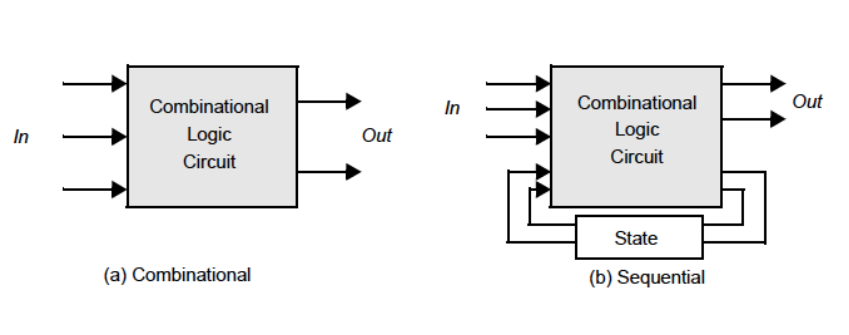 In
Combinational
Logic
Circuit
Out
(a) Combinational
In
Combinational
Logic
Circuit
Out
State
(b) Sequential